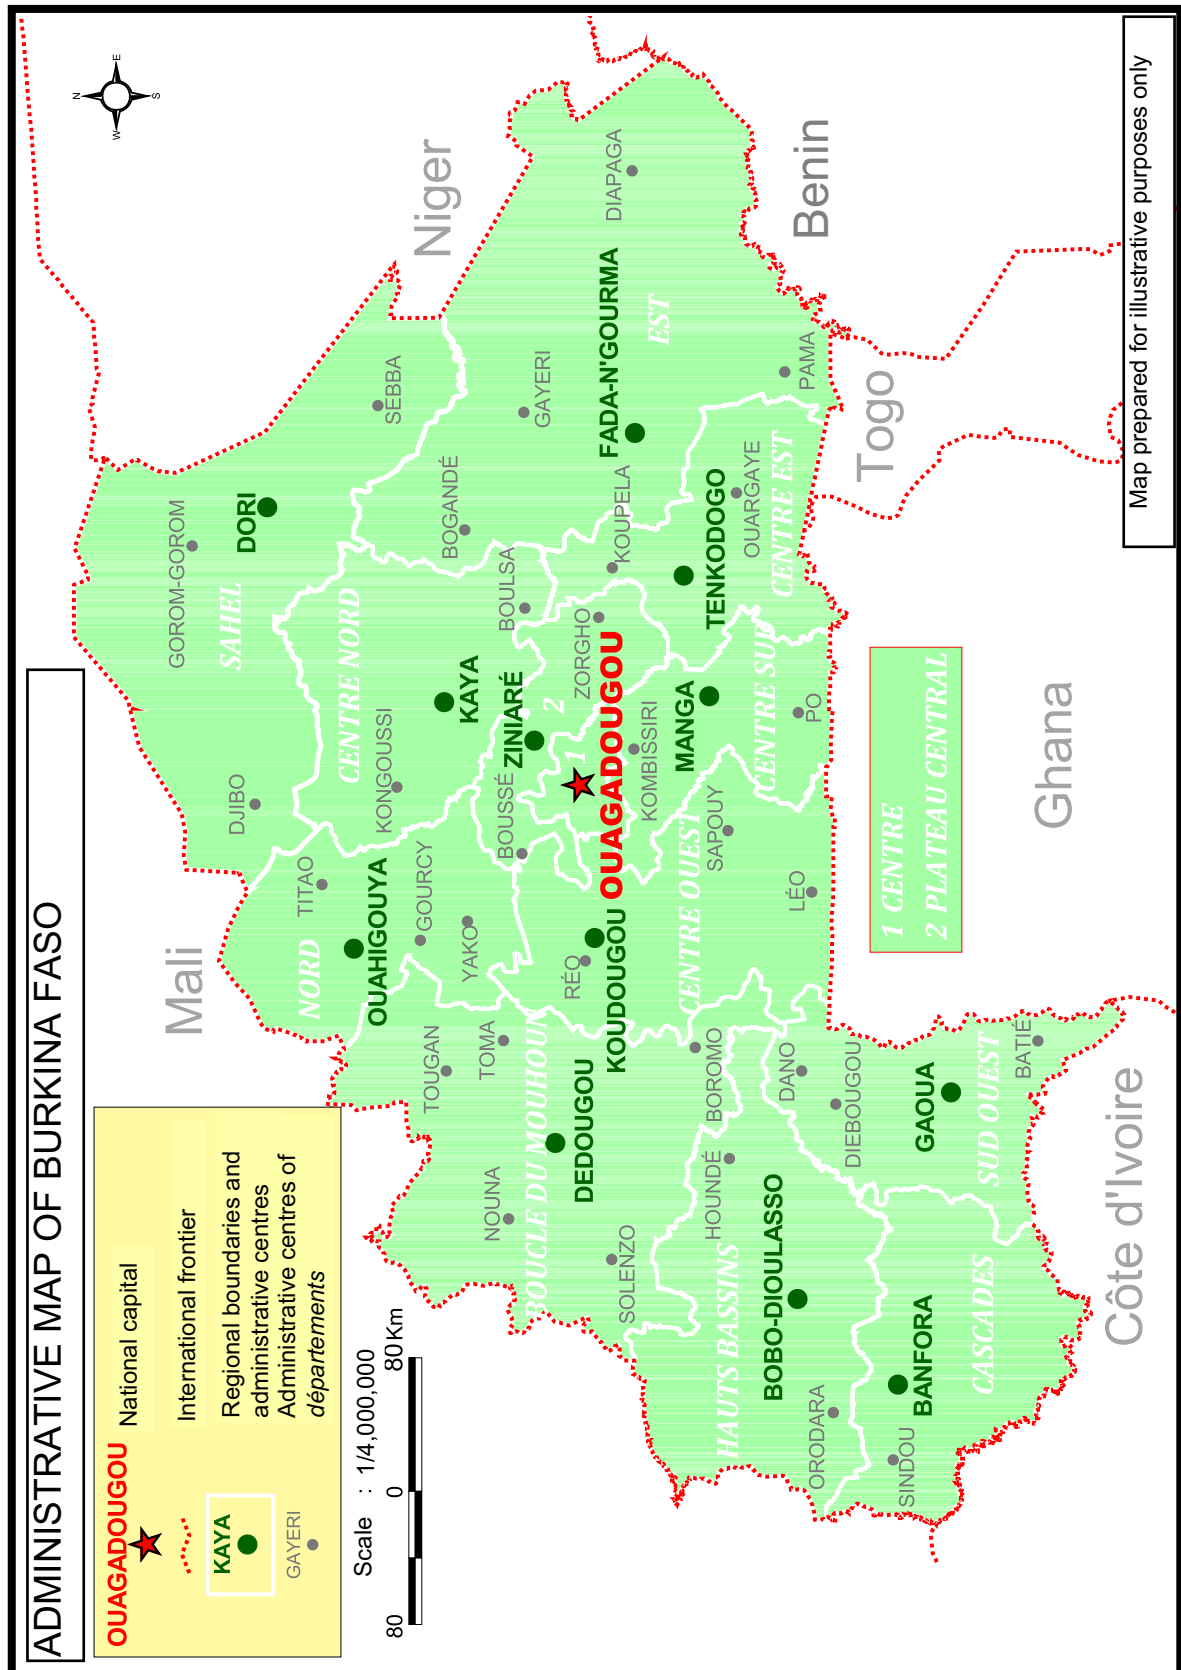 ADMINISTRATIVE MAP OF BURKINA FASO
OUAGADOUGOU
National capital
International frontier
KAYA
Regional boundaries and
administrative centres
GAYERI
Administrative centres of
départements
Scale : 1/4,000,000
80 0 80 Km
N
W
E
S
Mali
Niger
Benin
Togo
Ghana
Côte d'Ivoire
GOROM-GOROM
DORI
SAHEL
DJIBO
SEBBA
TITAO
NORD
OUAHIGOUYA
GOURCY
YAKO
CENTRE NORD
KONGOUSSI
KAYA
BOULSA
BOGANDÉ
GAYERI
FADA-N'GOURMA
EST
DIAPAGA
PAMA
TOUGAN
TOMA
NOUNA
BOUCLE DU MOUHOUN
DEDOUGOU
SOLENZO
BOROMO
BOUSSÉ
ZINIARÉ
2
ZORGHO
1
OUAGADOUGOU
KOUPELA
TENKODOGO
OUARGAYE
CENTRE EST
RÉO
KOUDOUGOU
CENTRE OUEST
SAPOUY
LÉO
KOMBISSIRI
MANGA
CENTRE SUD
PO
HOUNDÉ
HAUTS BASSINS
BOBO-DIOULASSO
ORODARA
DANO
DIEBOUGOU
GAOUA
SUD OUEST
BATIÉ
SINDOU
BANFORA
CASCADES
1 CENTRE
2 PLATEAU CENTRAL
Map prepared for illustrative purposes only